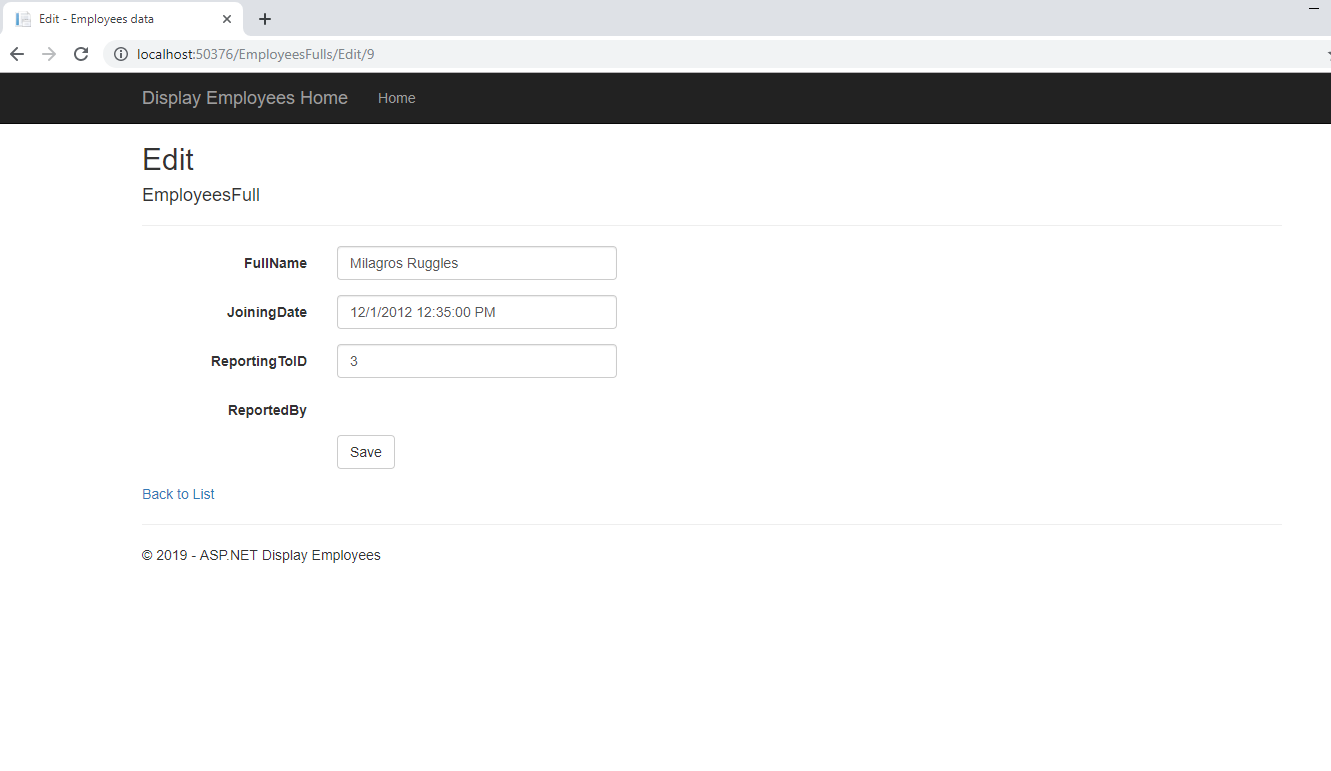 Edit - Employees data
localhost:50376/EmployeesFulls/Edit/9
Display Employees Home Home
Edit
EmployeesFull
FullName Milagros Ruggles
JoiningDate 12/1/2012 12:35:00 PM
ReportingToID 3
ReportedBy
Save
Back to List
© 2019 - ASP.NET Display Employees